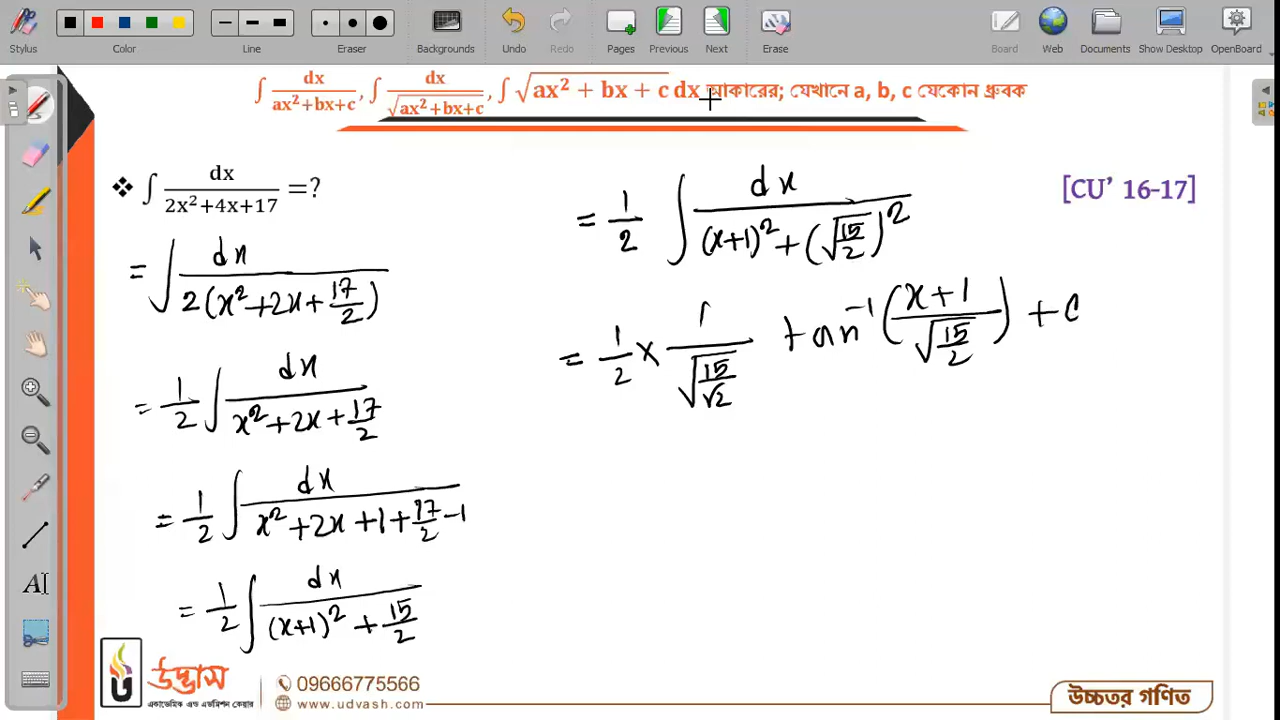 Stylus Color Line Eraser Backgrounds Undo Redo Pages Previous Next Erase Board Web Documents Show Desktop OpenBoard
∫ dx/(ax²+bx+c), ∫ dx/√(ax²+bx+c), ∫ √(ax² + bx + c) dx আকারের; যেখানে a, b, c যেকোন ধ্রুবক
❖ ∫ dx/(2x²+4x+17) =?
[CU' 16-17]
= ∫ dx/(2(x²+2x+17/2))
= 1/2 ∫ dx/(x²+2x+17/2)
= 1/2 ∫ dx/(x²+2x+1+17/2-1)
= 1/2 ∫ dx/((x+1)²+15/2)
= 1/2 ∫ dx/((x+1)²+(√(15/2))²)
= 1/2 × 1/√(15/√2) tan⁻¹((x+1)/√(15/2)) + c
উদ্ভাস
একাডেমিক এন্ড এডমিশন কেয়ার
09666775566
www.udvash.com
উচ্চতর গণিত